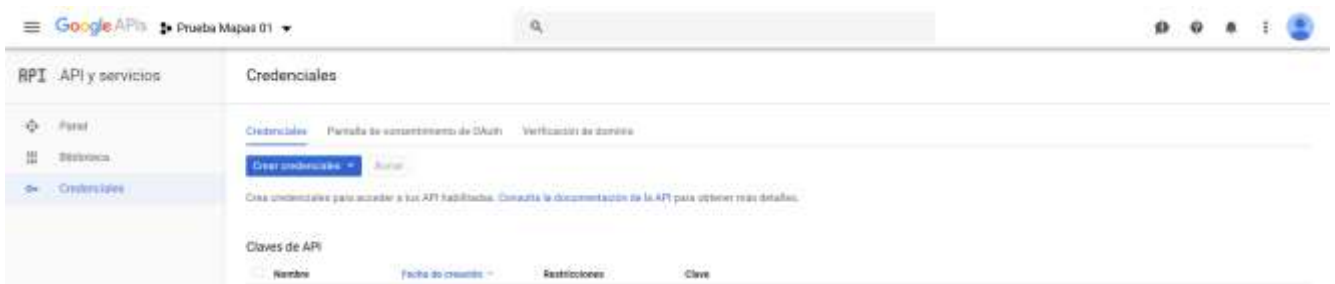 Google APIs Prueba Mapas 01
RPI API y servicios
Credenciales
Panel
Biblioteca
Credenciales
Credenciales Pantalla de consentimiento de OAuth Verificación de dominio
Crear credenciales Borrar
Crea credenciales para acceder a tus API habilitadas. Consulta la documentación de la API para obtener más detalles.
Claves de API
Nombre Fecha de creación Restricciones Clave